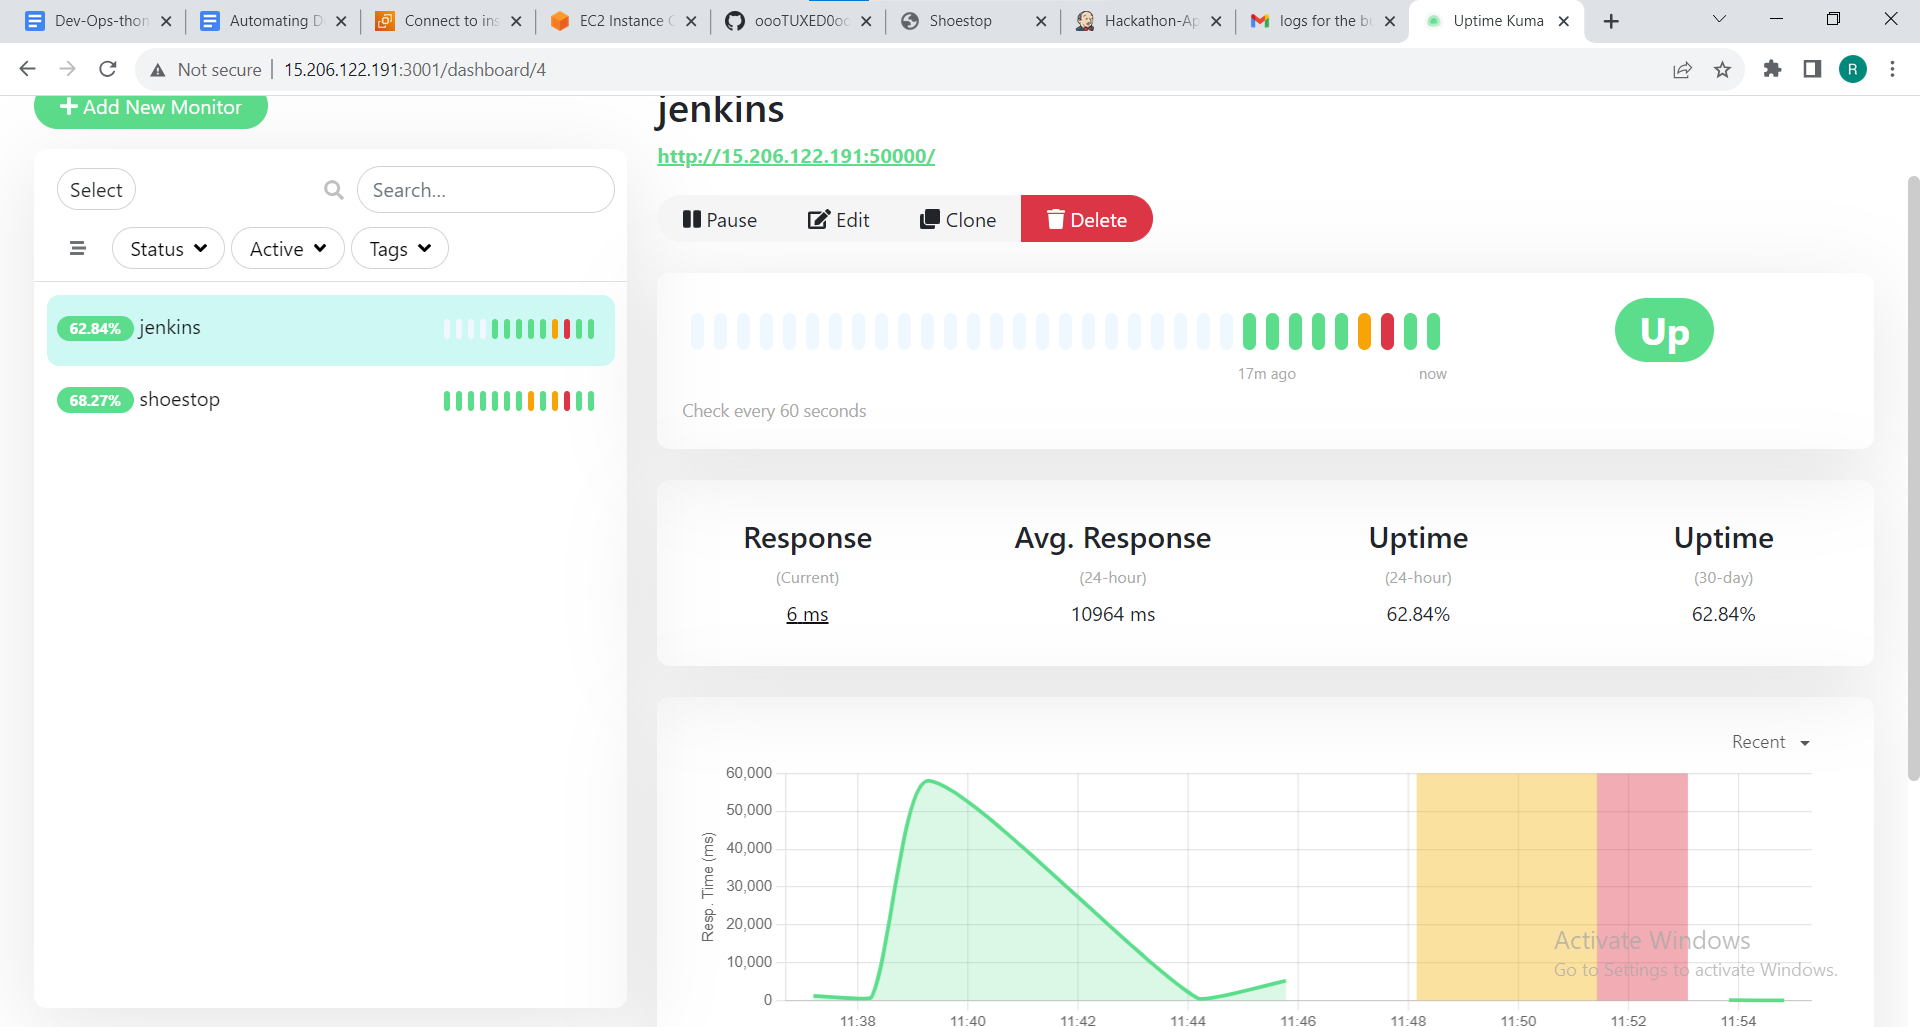 Dev-Ops-thon
Automating D
Connect to ins
EC2 Instance C
oooTUXED0oo
Shoestop
Hackathon-Ap
logs for the bu
Uptime Kuma
Not secure
15.206.122.191:3001/dashboard/4
R
Add New Monitor
Select
Search...
Status
Active
Tags
62.84%
jenkins
68.27%
shoestop
jenkins
http://15.206.122.191:50000/
Pause
Edit
Clone
Delete
17m ago
now
Up
Check every 60 seconds
Response
(Current)
6 ms
Avg. Response
(24-hour)
10964 ms
Uptime
(24-hour)
62.84%
Uptime
(30-day)
62.84%
Recent
Resp. Time (ms)
60,000
50,000
40,000
30,000
20,000
10,000
0
11:38 11:40 11:42 11:44 11:46 11:48 11:50 11:52 11:54
Activate Windows
Go to Settings to activate Windows.